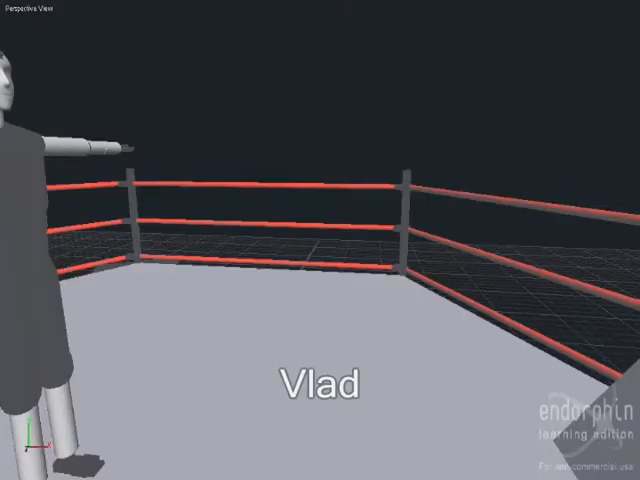 Perspective View
Vlad
endorphin
learning edition
For non-commercial use